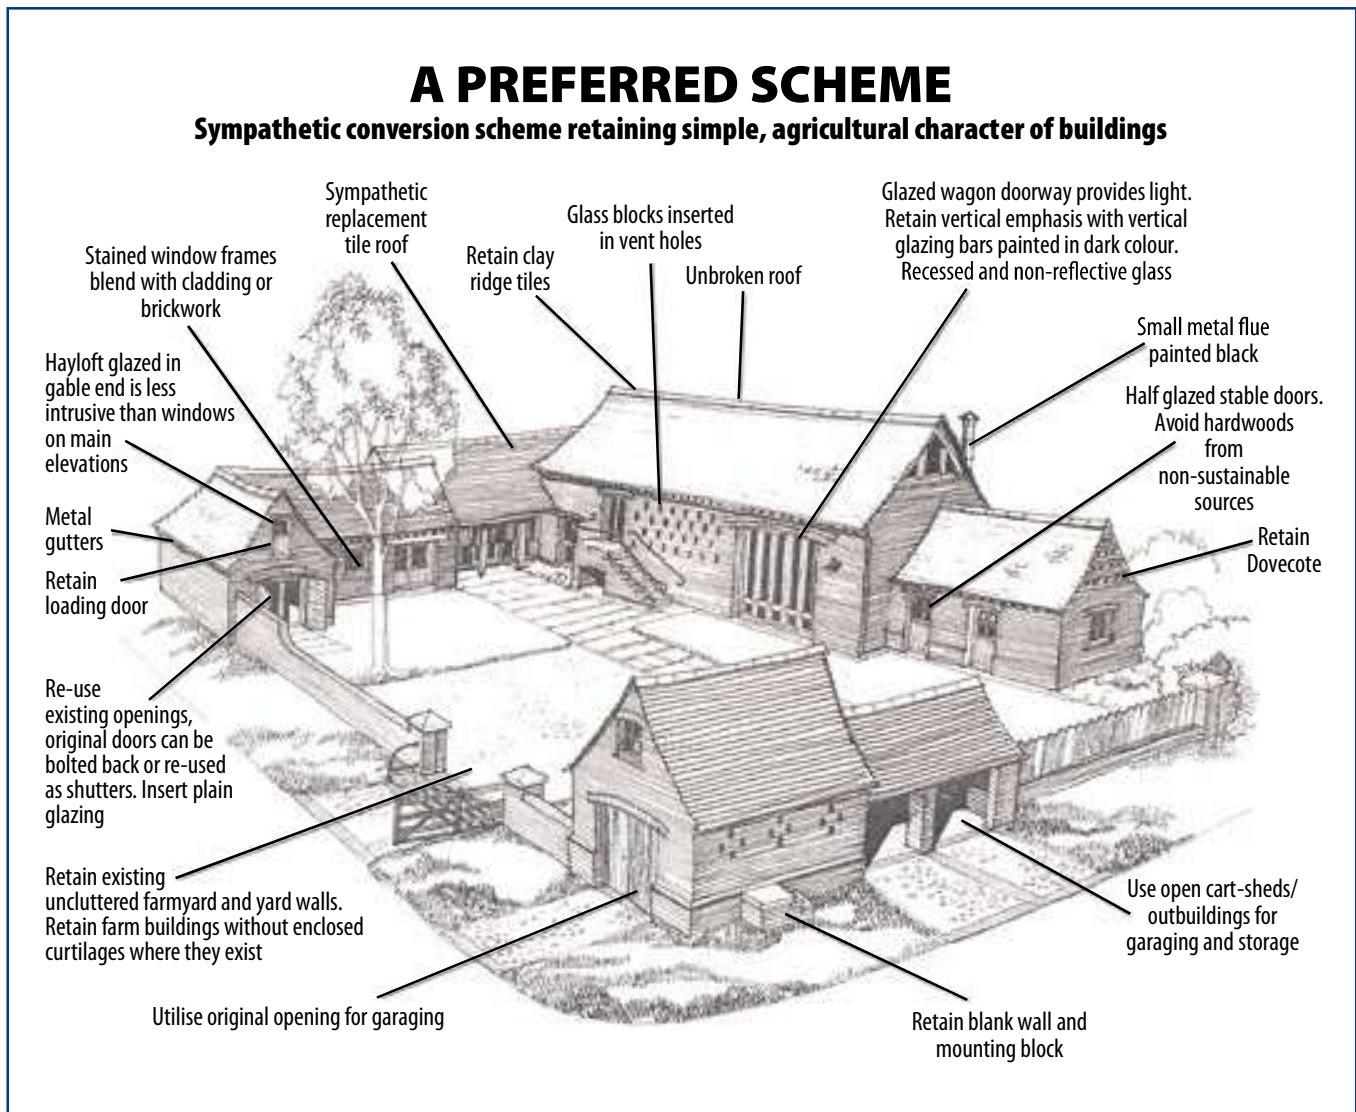 A PREFERRED SCHEME
Sympathetic conversion scheme retaining simple, agricultural character of buildings
Sympathetic
replacement
tile roof
Glass blocks inserted
in vent holes
Glazed wagon doorway provides light.
Retain vertical emphasis with vertical
glazing bars painted in dark colour.
Recessed and non-reflective glass
Stained window frames
blend with cladding or
brickwork
Retain clay
ridge tiles
Unbroken roof
Small metal flue
painted black
Hayloft glazed in
gable end is less
intrusive than windows
on main
elevations
Half glazed stable doors.
Avoid hardwoods
from
non-sustainable
sources
Metal
gutters
Retain
Dovecote
Retain
loading door
Re-use
existing openings,
original doors can be
bolted back or re-used
as shutters. Insert plain
glazing
Retain existing
uncluttered farmyard and yard walls.
Retain farm buildings without enclosed
curtilages where they exist
Use open cart-sheds/
outbuildings for
garaging and storage
Utilise original opening for garaging
Retain blank wall and
mounting block